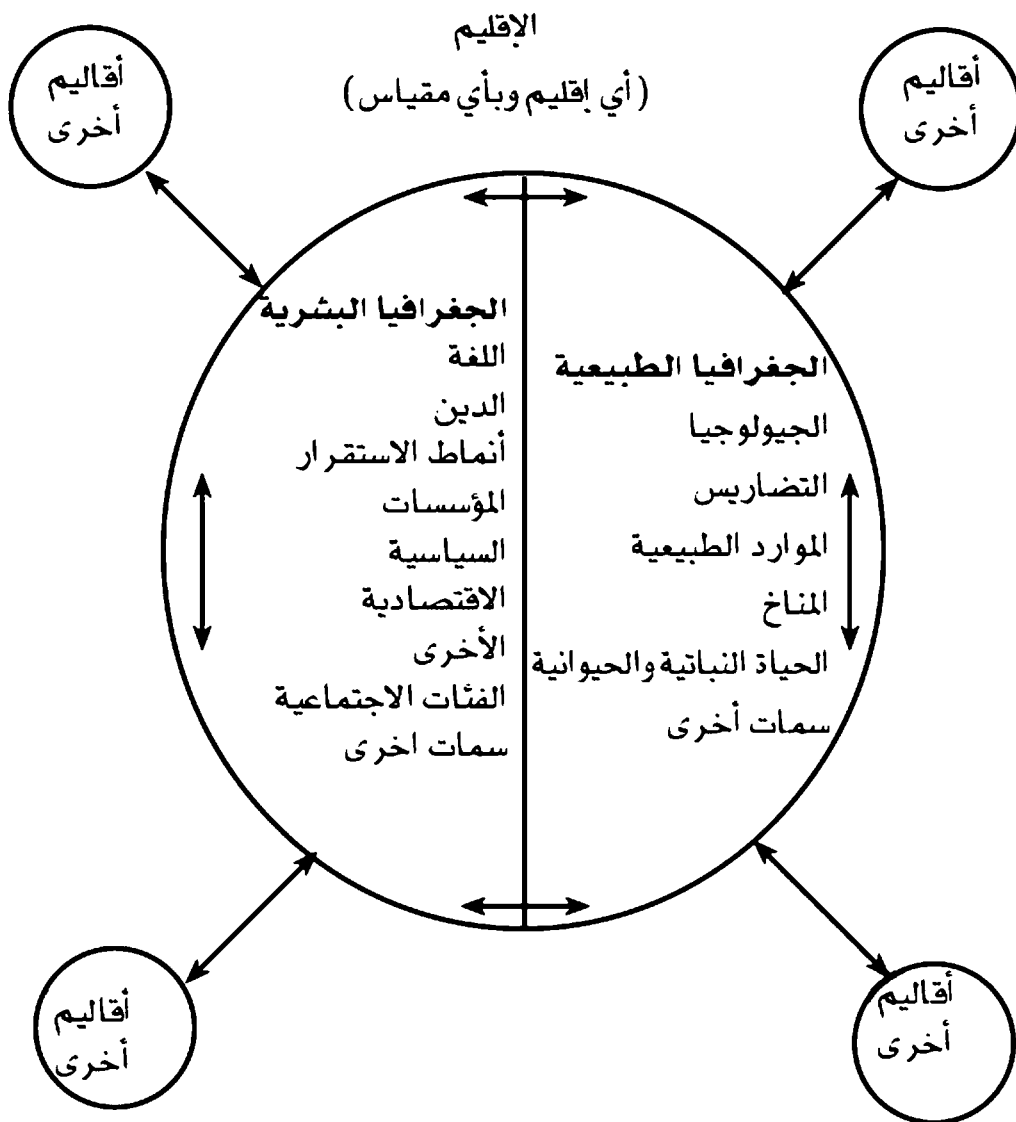 الإقليم
(أي إقليم وبأي مقياس)
أقاليم
أخرى
أقاليم
أخرى
الجغرافيا الطبيعية
الجيولوجيا
التضاريس
الموارد الطبيعية
المناخ
الحياة النباتية والحيوانية
سمات أخرى
الجغرافيا البشرية
اللغة
الدين
أنماط الاستقرار
المؤسسات
السياسية
الاقتصادية
الأخرى
الفئات الاجتماعية
سمات اخرى
أقاليم
أخرى
أقاليم
أخرى